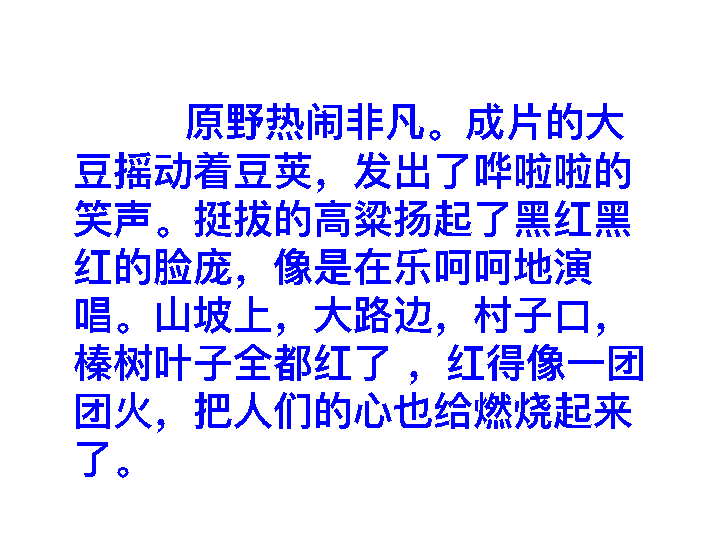 原野热闹非凡。成片的大
豆摇动着豆荚，发出了哗啦啦的
笑声。挺拔的高粱扬起了黑红黑
红的脸庞，像是在乐呵呵地演
唱。山坡上，大路边，村子口，
榛树叶子全都红了 ，红得像一团
团火，把人们的心也给燃烧起来
了。